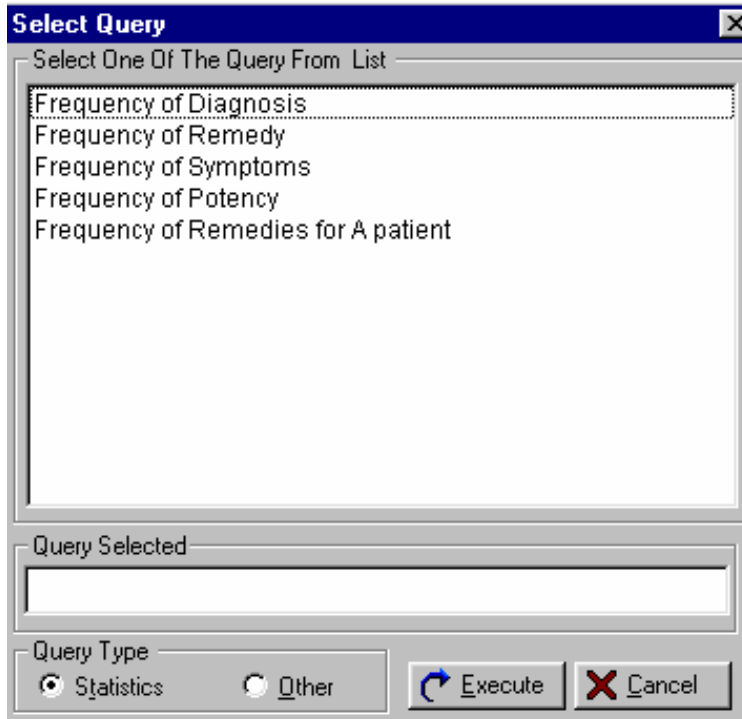 Select Query
Select One Of The Query From List
Frequency of Diagnosis
Frequency of Remedy
Frequency of Symptoms
Frequency of Potency
Frequency of Remedies for A patient
Query Selected
Query Type
Statistics Other Execute Cancel